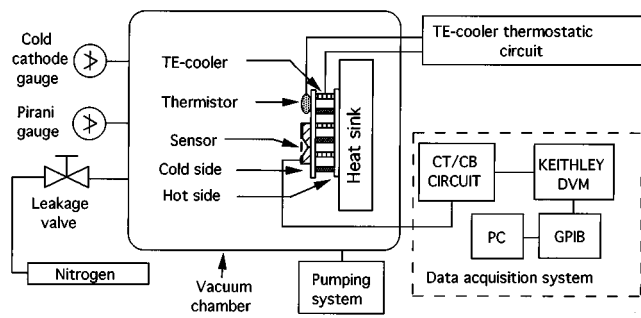 Cold
cathode
gauge
Pirani
gauge
Leakage
valve
Nitrogen
TE-cooler
Thermistor
Sensor
Cold side
Hot side
Heat sink
Vacuum
chamber
Pumping
system
TE-cooler thermostatic
circuit
CT/CB
CIRCUIT
KEITHLEY
DVM
PC
GPIB
Data acquisition system